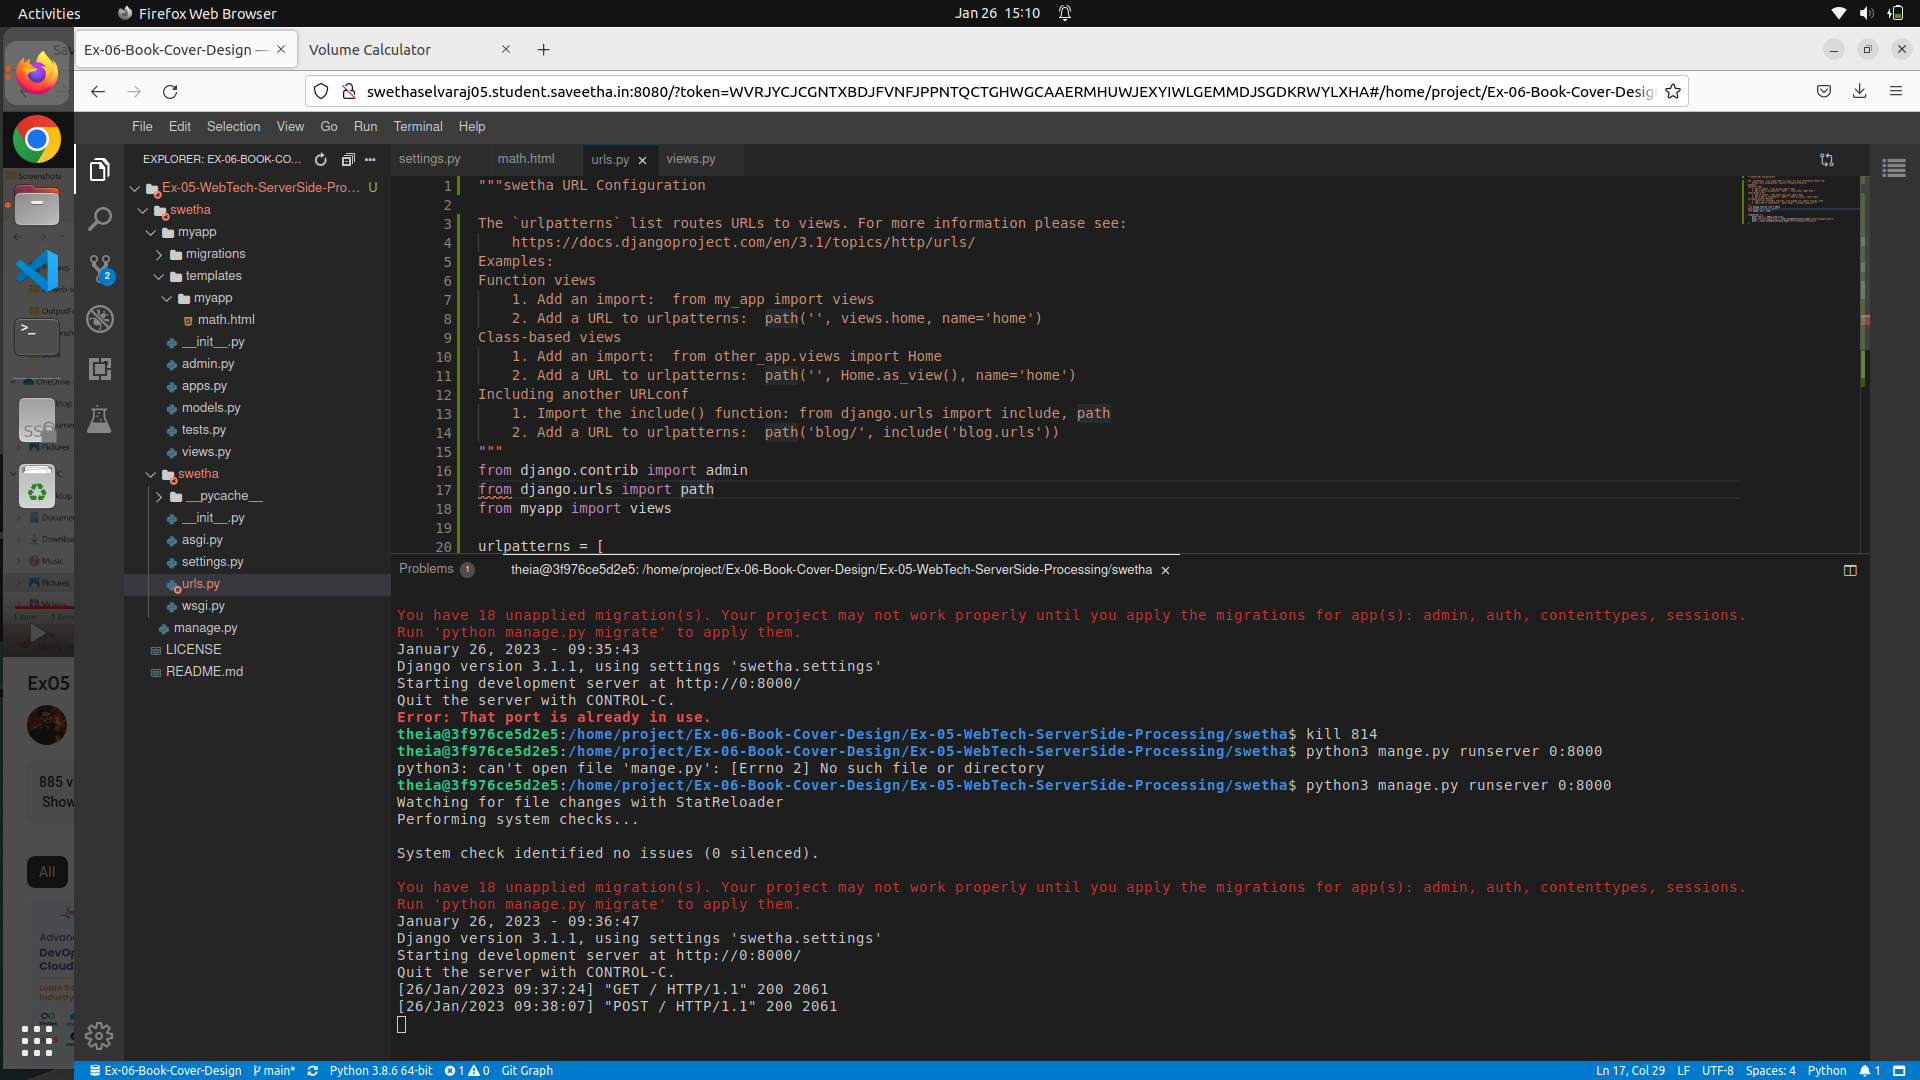 Activities
Firefox Web Browser
Jan 26 15:10
Ex-06-Book-Cover-Design —
Volume Calculator
swethaselvaraj05.student.saveetha.in:8080/?token=WVRJYCJCGNTXBDJFVNFJPPNTQCTGHWGCAAERMHUWJEXYIWLGEMMDJSGDKRWYLXHA#/home/project/Ex-06-Book-Cover-Desig
File Edit Selection View Go Run Terminal Help
EXPLORER: EX-06-BOOK-CO...
settings.py
math.html
urls.py
views.py
Ex-05-WebTech-ServerSide-Pro... U
swetha
myapp
migrations
templates
myapp
math.html
__init__.py
admin.py
apps.py
models.py
tests.py
views.py
swetha
__pycache__
__init__.py
asgi.py
settings.py
urls.py
wsgi.py
manage.py
LICENSE
README.md
2
Screenshots
OneDrive
Pictures
Music
Pictures
Videos
Ex05
885 v
Show
All
1 """swetha URL Configuration
2
3 The `urlpatterns` list routes URLs to views. For more information please see:
4 https://docs.djangoproject.com/en/3.1/topics/http/urls/
5 Examples:
6 Function views
7 1. Add an import:  from my_app import views
8 2. Add a URL to urlpatterns:  path('', views.home, name='home')
9 Class-based views
10 1. Add an import:  from other_app.views import Home
11 2. Add a URL to urlpatterns:  path('', Home.as_view(), name='home')
12 Including another URLconf
13 1. Import the include() function: from django.urls import include, path
14 2. Add a URL to urlpatterns:  path('blog/', include('blog.urls'))
15 """
16 from django.contrib import admin
17 from django.urls import path
18 from myapp import views
19
20 urlpatterns = [
Problems 1
theia@3f976ce5d2e5: /home/project/Ex-06-Book-Cover-Design/Ex-05-WebTech-ServerSide-Processing/swetha
You have 18 unapplied migration(s). Your project may not work properly until you apply the migrations for app(s): admin, auth, contenttypes, sessions.
Run 'python manage.py migrate' to apply them.
January 26, 2023 - 09:35:43
Django version 3.1.1, using settings 'swetha.settings'
Starting development server at http://0:8000/
Quit the server with CONTROL-C.
Error: That port is already in use.
theia@3f976ce5d2e5:/home/project/Ex-06-Book-Cover-Design/Ex-05-WebTech-ServerSide-Processing/swetha$ kill 814
theia@3f976ce5d2e5:/home/project/Ex-06-Book-Cover-Design/Ex-05-WebTech-ServerSide-Processing/swetha$ python3 mange.py runserver 0:8000
python3: can't open file 'mange.py': [Errno 2] No such file or directory
theia@3f976ce5d2e5:/home/project/Ex-06-Book-Cover-Design/Ex-05-WebTech-ServerSide-Processing/swetha$ python3 manage.py runserver 0:8000
Watching for file changes with StatReloader
Performing system checks...
System check identified no issues (0 silenced).
You have 18 unapplied migration(s). Your project may not work properly until you apply the migrations for app(s): admin, auth, contenttypes, sessions.
Run 'python manage.py migrate' to apply them.
January 26, 2023 - 09:36:47
Django version 3.1.1, using settings 'swetha.settings'
Starting development server at http://0:8000/
Quit the server with CONTROL-C.
[26/Jan/2023 09:37:24] "GET / HTTP/1.1" 200 2061
[26/Jan/2023 09:38:07] "POST / HTTP/1.1" 200 2061
Ex-06-Book-Cover-Design main* Python 3.8.6 64-bit 1 0 Git Graph
Ln 17, Col 29 LF UTF-8 Spaces: 4 Python 1